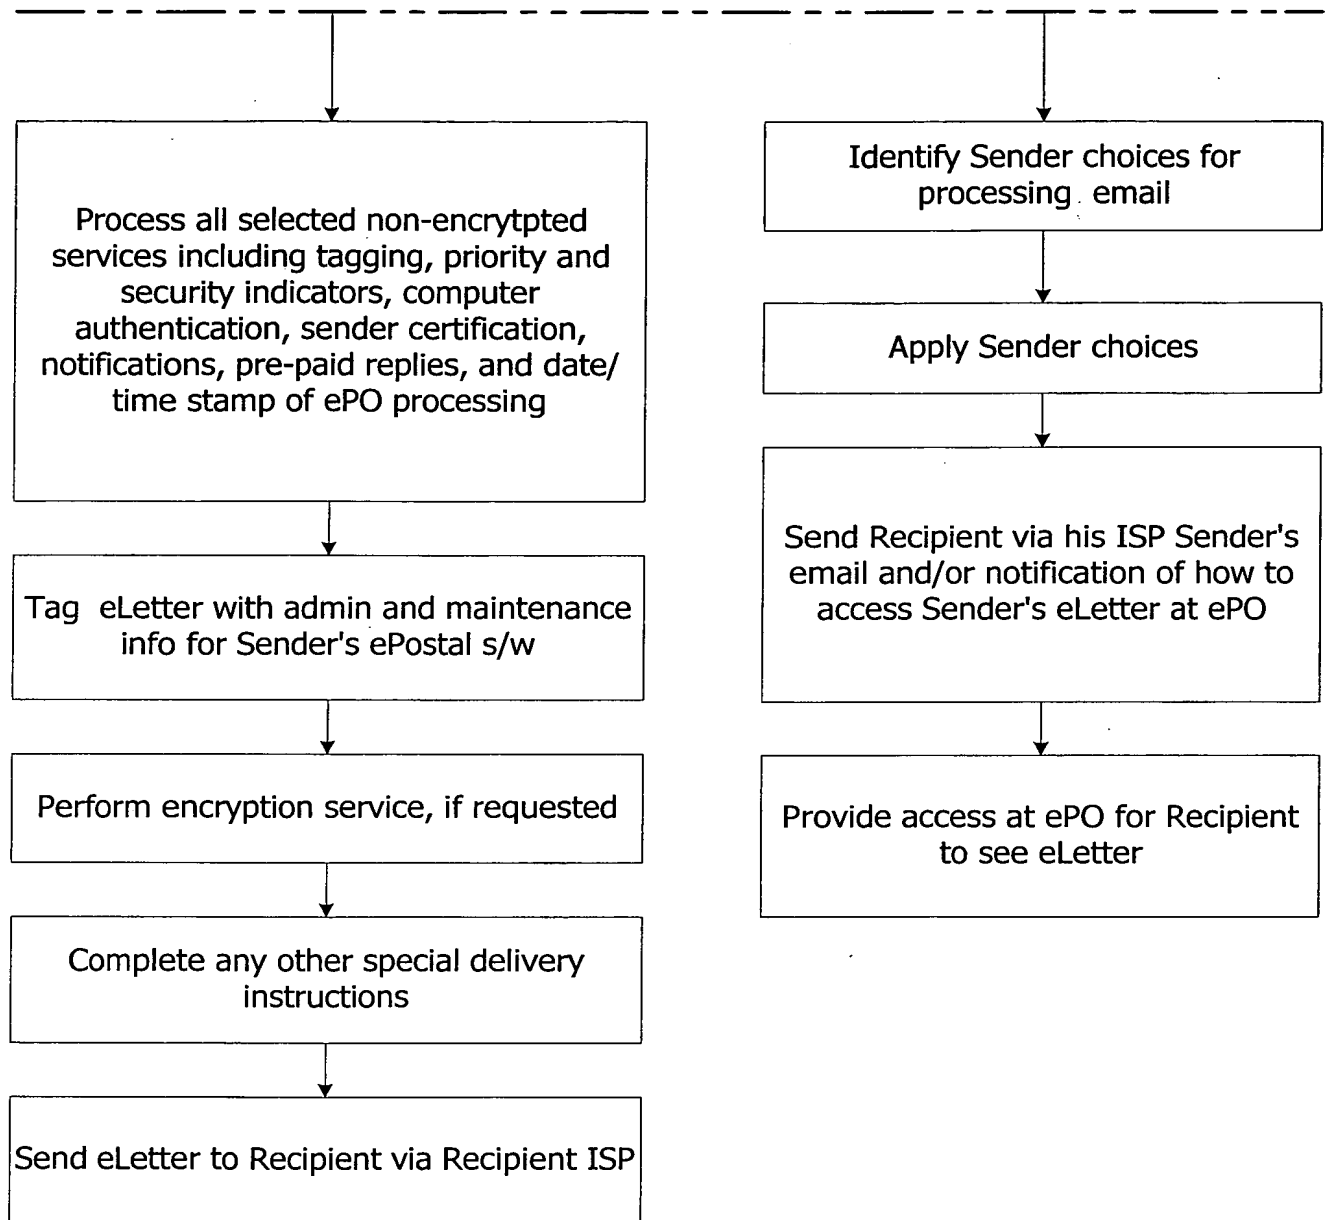 Process all selected non-encrytpted
services including tagging, priority and
security indicators, computer
authentication, sender certification,
notifications, pre-paid replies, and date/
time stamp of ePO processing
Tag eLetter with admin and maintenance
info for Sender's ePostal s/w
Perform encryption service, if requested
Complete any other special delivery
instructions
Send eLetter to Recipient via Recipient ISP
Identify Sender choices for
processing email
Apply Sender choices
Send Recipient via his ISP Sender's
email and/or notification of how to
access Sender's eLetter at ePO
Provide access at ePO for Recipient
to see eLetter